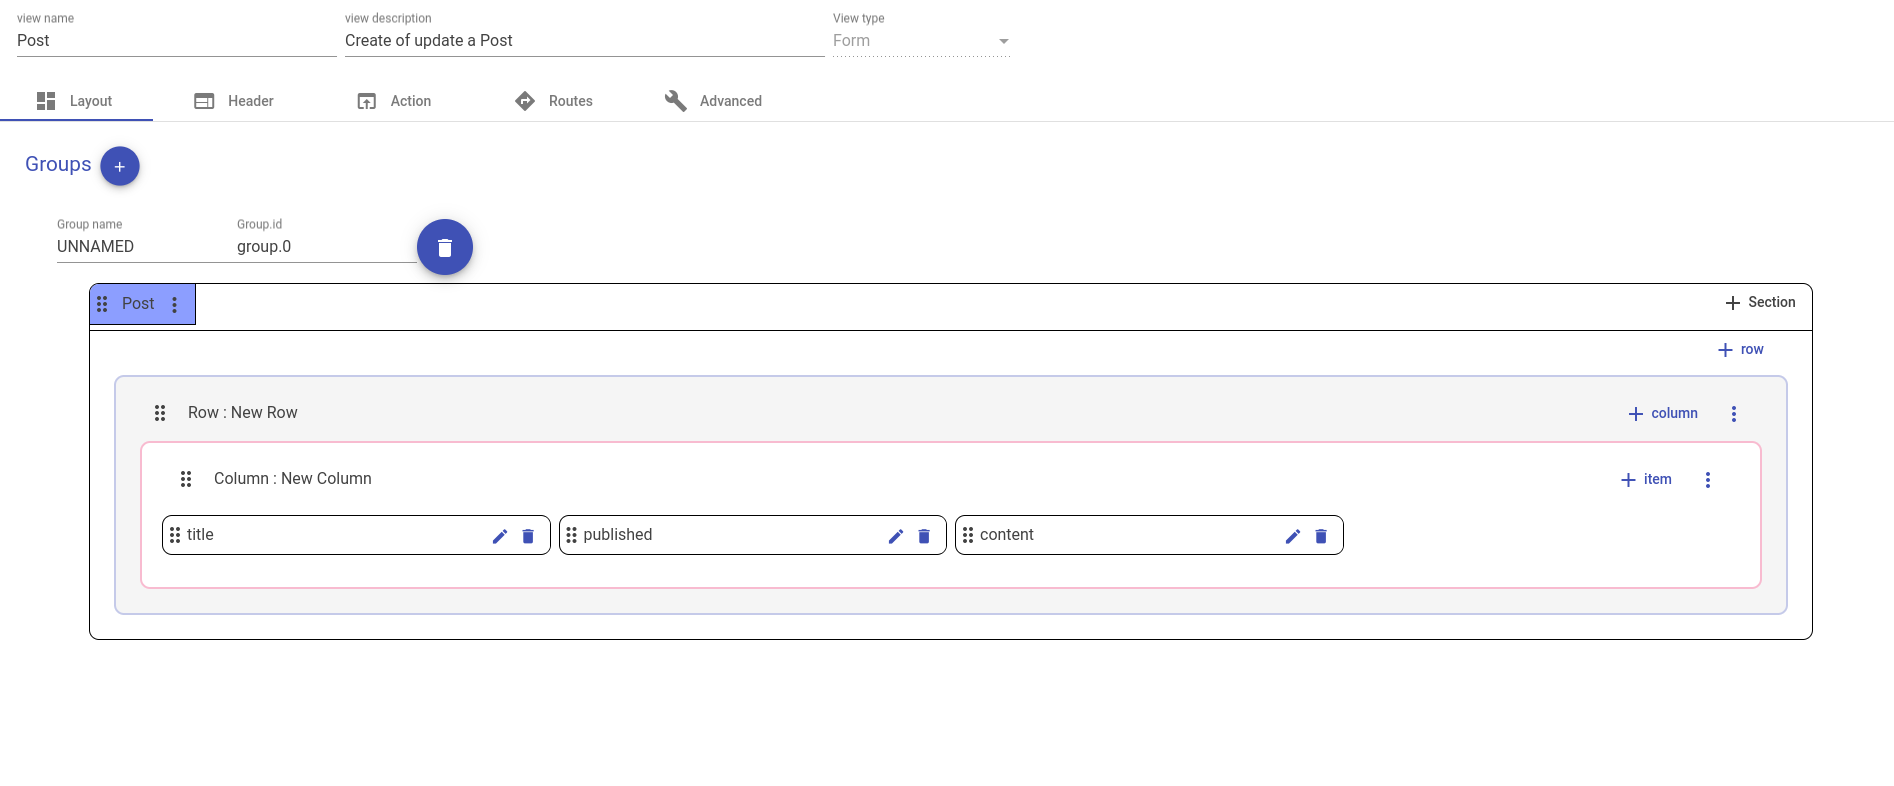 view name
view description
View type
Post
Create of update a Post
Form
Layout
Header
Action
Routes
Advanced
Groups +
Group name
Group.id
UNNAMED
group.0
Post
+ Section
+ row
Row : New Row
+ column
Column : New Column
+ item
title
published
content